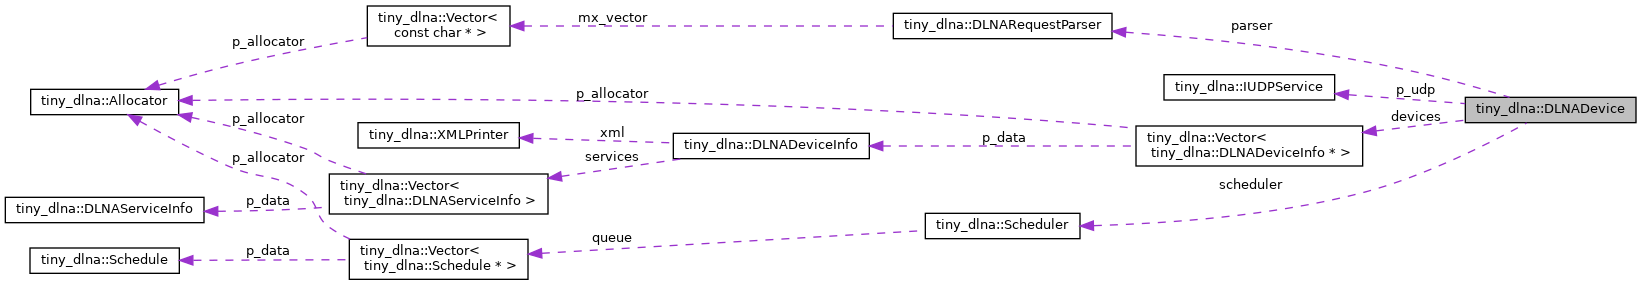 tiny_dlna::Vector<
const char * >
mx_vector
tiny_dlna::DLNARequestParser
parser
p_allocator
tiny_dlna::IUDPService
p_udp
tiny_dlna::DLNADevice
tiny_dlna::Allocator
p_allocator
devices
p_allocator
tiny_dlna::XMLPrinter
xml
tiny_dlna::DLNADeviceInfo
p_data
tiny_dlna::Vector<
tiny_dlna::DLNADeviceInfo * >
p_allocator
services
tiny_dlna::Vector<
tiny_dlna::DLNAServiceInfo >
scheduler
p_data
tiny_dlna::DLNAServiceInfo
tiny_dlna::Scheduler
queue
tiny_dlna::Vector<
tiny_dlna::Schedule * >
p_data
tiny_dlna::Schedule